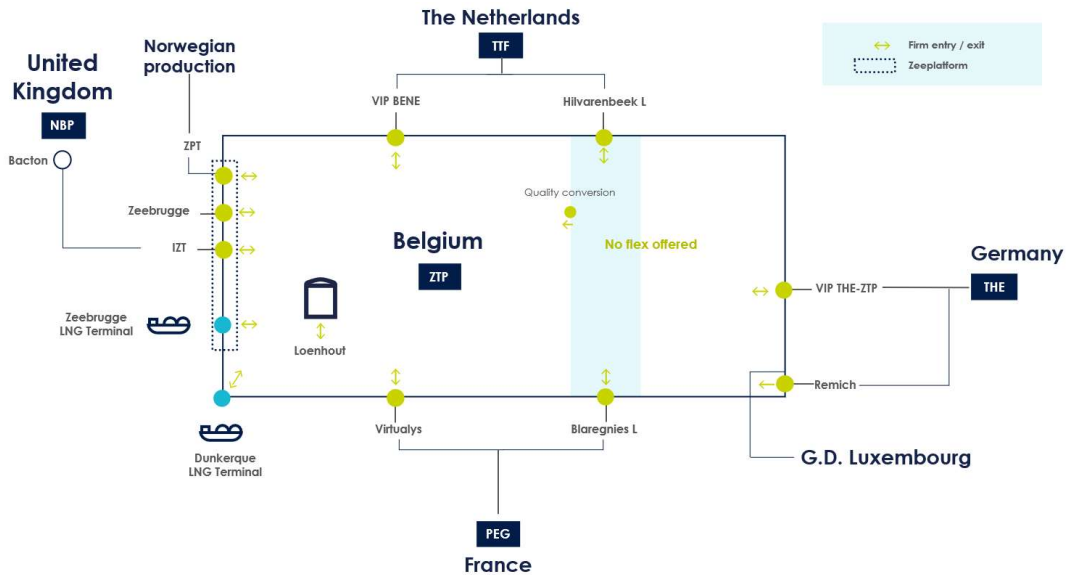 The Netherlands
TTF
Firm entry / exit
Zeeplatform
Norwegian
production
United
Kingdom
NBP
Bacton
VIP BENE
Hilvarenbeek L
ZPT
Zeebrugge
IZT
Quality conversion
Belgium
ZTP
No flex offered
Germany
THE
VIP THE-ZTP
Zeebrugge
LNG Terminal
Loenhout
Remich
Virtualys
Blaregnies L
Dunkerque
LNG Terminal
G.D. Luxembourg
PEG
France